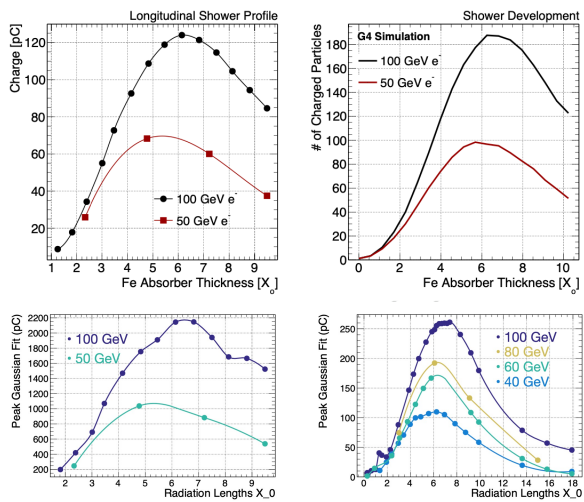 Longitudinal Shower Profile
Charge [pC]
120
100
80
60
40
20
100 GeV e-
50 GeV e-
1 2 3 4 5 6 7 8 9
Fe Absorber Thickness [Xo]
Shower Development
G4 Simulation
100 GeV e-
50 GeV e-
# of Charged Particles
180
160
140
120
100
80
60
40
20
0
0 2 4 6 8 10
Fe Absorber Thickness [Xo]
Peak Gaussian Fit (pC)
2200
2000
1800
1600
1400
1200
1000
800
600
400
200
100 GeV
50 GeV
2 3 4 5 6 7 8 9
Radiation Lengths X_0
Peak Gaussian Fit (pC)
250
200
150
100
50
0
100 GeV
80 GeV
60 GeV
40 GeV
0 2 4 6 8 10 12 14 16 18
Radiation Lengths X_0